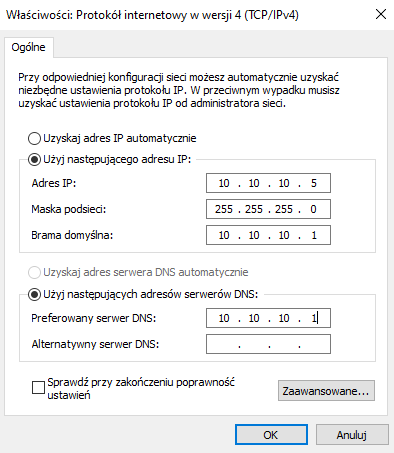 Właściwości: Protokół internetowy w wersji 4 (TCP/IPv4)
Ogólne
Przy odpowiedniej konfiguracji sieci możesz automatycznie uzyskać
niezbędne ustawienia protokołu IP. W przeciwnym wypadku musisz
uzyskać ustawienia protokołu IP od administratora sieci.
Uzyskaj adres IP automatycznie
Użyj następującego adresu IP:
Adres IP: 10 . 10 . 10 . 5
Maska podsieci: 255 . 255 . 255 . 0
Brama domyślna: 10 . 10 . 10 . 1
Uzyskaj adres serwera DNS automatycznie
Użyj następujących adresów serwerów DNS:
Preferowany serwer DNS: 10 . 10 . 10 . 1
Alternatywny serwer DNS: . . .
Sprawdź przy zakończeniu poprawność
ustawień
Zaawansowane...
OK Anuluj